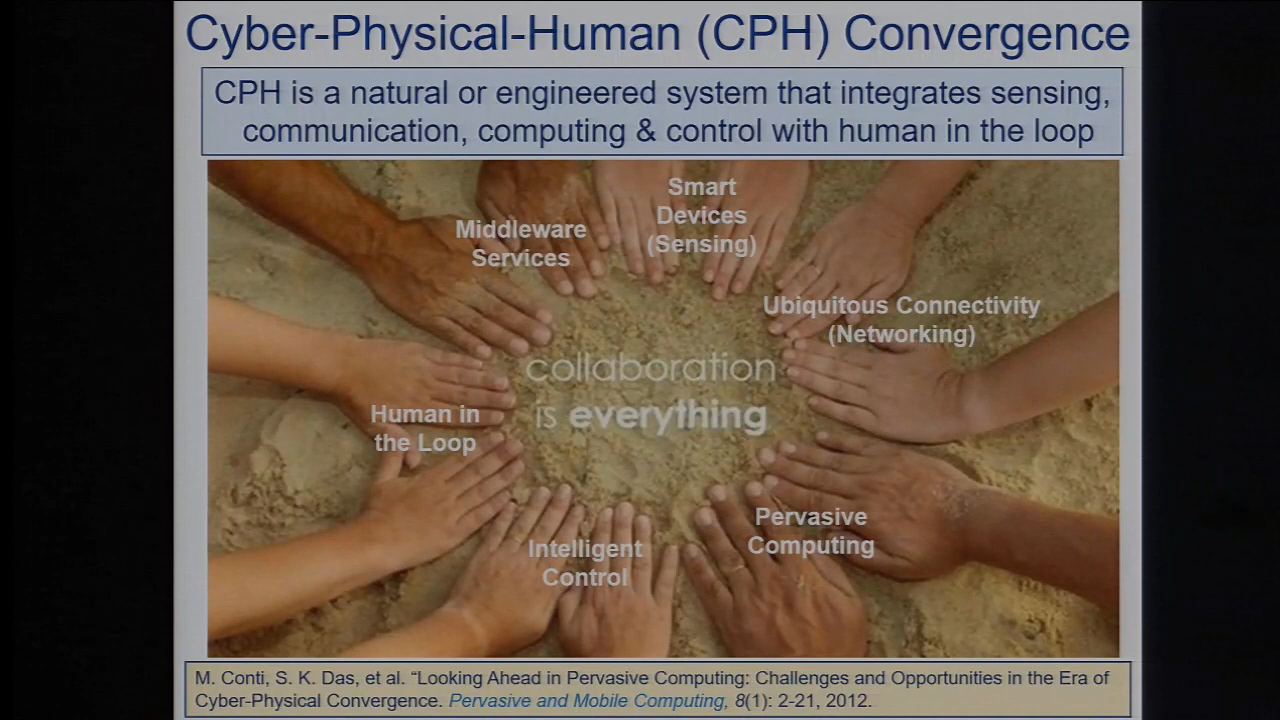 Cyber-Physical-Human (CPH) Convergence
CPH is a natural or engineered system that integrates sensing,
communication, computing & control with human in the loop
Smart
Devices
(Sensing)
Middleware
Services
Ubiquitous Connectivity
(Networking)
collaboration
is everything
Human in
the Loop
Pervasive
Computing
Intelligent
Control
M. Conti, S. K. Das, et al. “Looking Ahead in Pervasive Computing: Challenges and Opportunities in the Era of
Cyber-Physical Convergence. Pervasive and Mobile Computing, 8(1): 2-21, 2012.